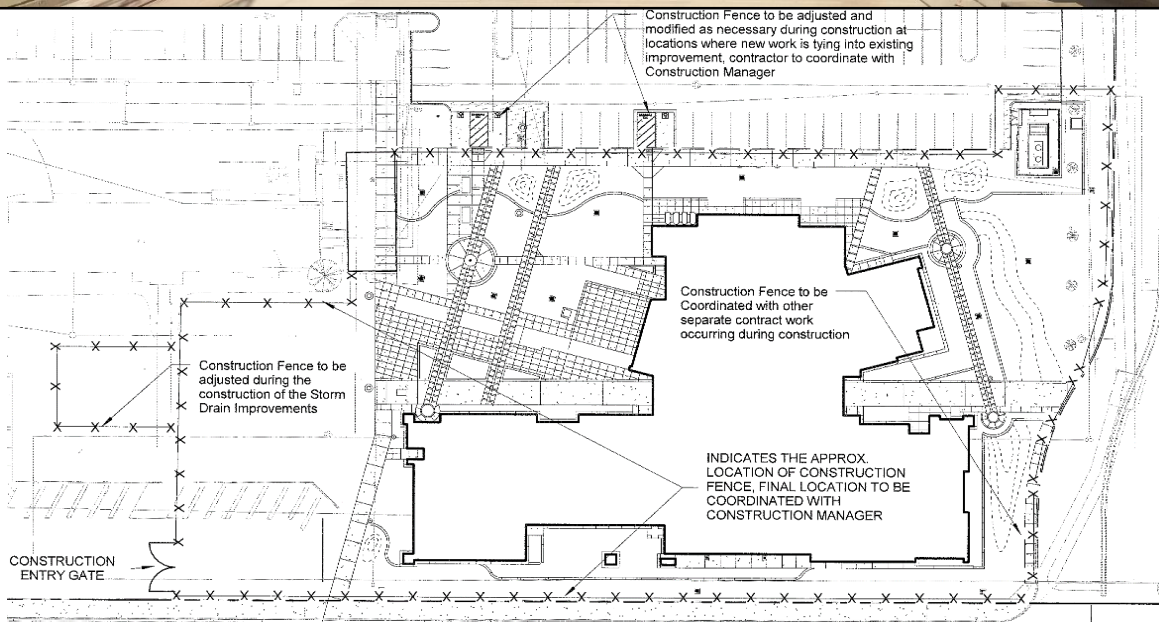 Construction Fence to be adjusted and
modified as necessary during construction at
locations where new work is tying into existing
improvement, contractor to coordinate with
Construction Manager
Construction Fence to be
Coordinated with other
separate contract work
occurring during construction
Construction Fence to be
adjusted during the
construction of the Storm
Drain Improvements
INDICATES THE APPROX.
LOCATION OF CONSTRUCTION
FENCE, FINAL LOCATION TO BE
COORDINATED WITH
CONSTRUCTION MANAGER
CONSTRUCTION
ENTRY GATE